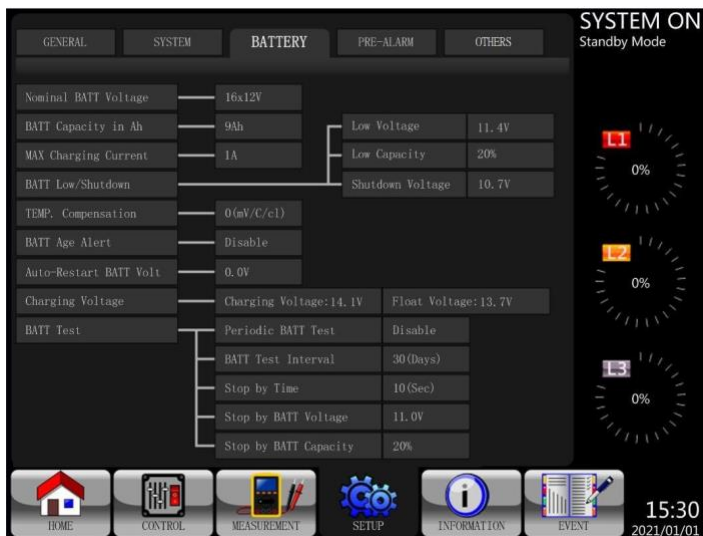 SYSTEM ON
Standby Mode
GENERAL SYSTEM BATTERY PRE-ALARM OTHERS
Nominal BATT Voltage 16x12V
BATT Capacity in Ah 9Ah Low Voltage 11.4V
MAX Charging Current 1A Low Capacity 20%
BATT Low/Shutdown Shutdown Voltage 10.7V
TEMP. Compensation 0(mV/C/cl)
BATT Age Alert Disable
Auto-Restart BATT Volt 0.0V
Charging Voltage Charging Voltage:14.1V Float Voltage:13.7V
BATT Test Periodic BATT Test Disable
BATT Test Interval 30(Days)
Stop by Time 10(Sec)
Stop by BATT Voltage 11.0V
Stop by BATT Capacity 20%
L1
0%
L2
0%
L3
0%
HOME CONTROL MEASUREMENT SETUP INFORMATION EVENT
15:30
2021/01/01